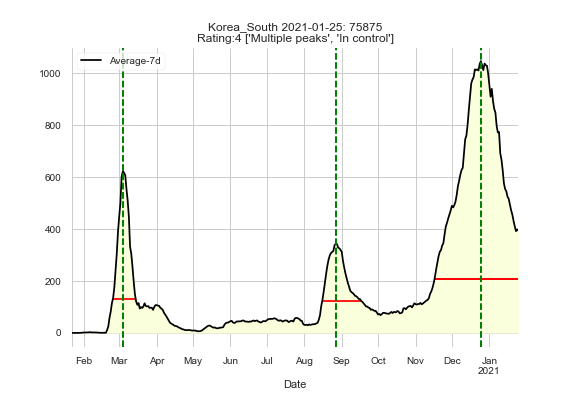 Korea_South 2021-01-25: 75875
Rating:4 ['Multiple peaks', 'In control']
Average-7d
1000
800
600
400
200
0
Feb Mar Apr May Jun Jul Aug Sep Oct Nov Dec Jan
2021
Date